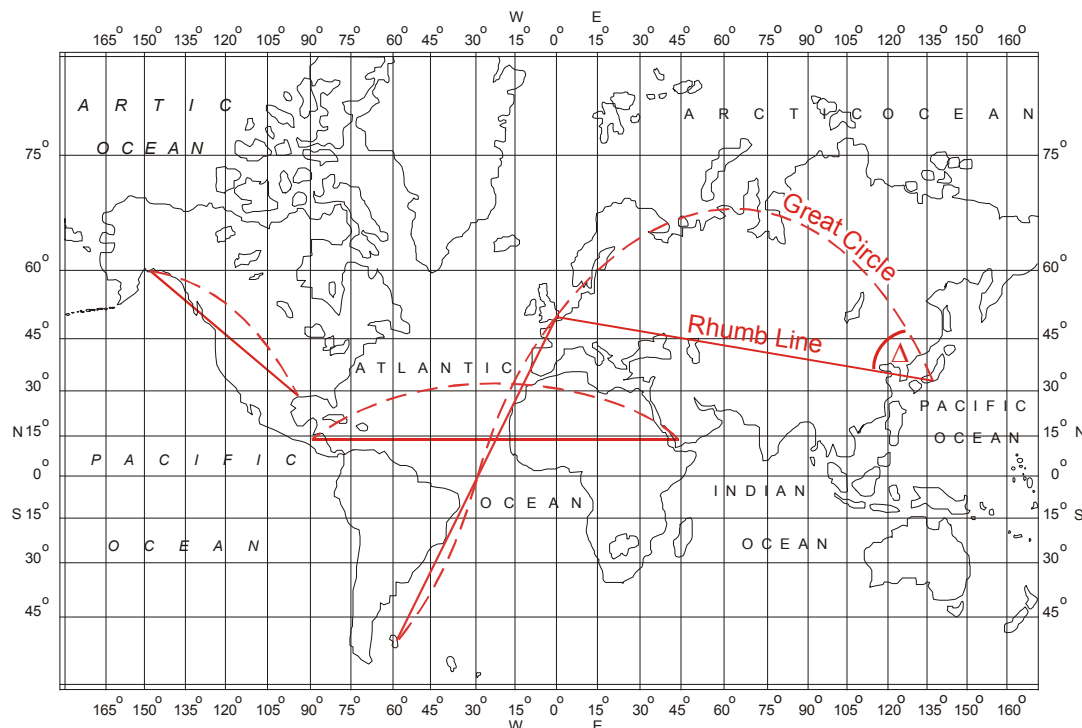 W E
165° 150° 135° 120° 105° 90° 75° 60° 45° 30° 15° 0° 15° 30° 45° 60° 75° 90° 105° 120° 135° 150° 160°
A R T I C
A R C T I C O C E A N
O C E A N
75° 75°
Great Circle
60° 60°
Rhumb Line
45° 45°
Δ
A T L A N T I C
30° 30°
P A C I F I C
N 15° 15° N
O C E A N
P A C I F I C
0° 0°
I N D I A N
O C E A N
S 15° 15° S
O C E A N
O C E A N
30° 30°
45° 45°
165° 150° 135° 120° 105° 90° 75° 60° 45° 30° 15° 0° 15° 30° 45° 60° 75° 90° 105° 120° 135° 150° 160°
W E